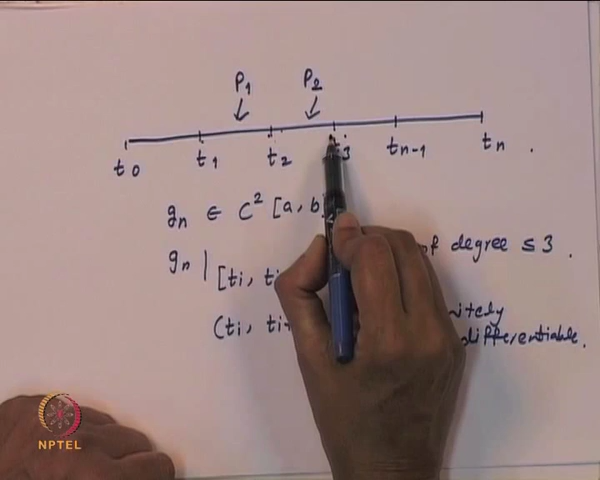 P1 P2
t0 t1 t2 t3 tn-1 tn .
gn ∈ C² [a, b
gn | [ti, ti of degree ≤ 3 .
(ti, ti+ differentiable.
NPTEL